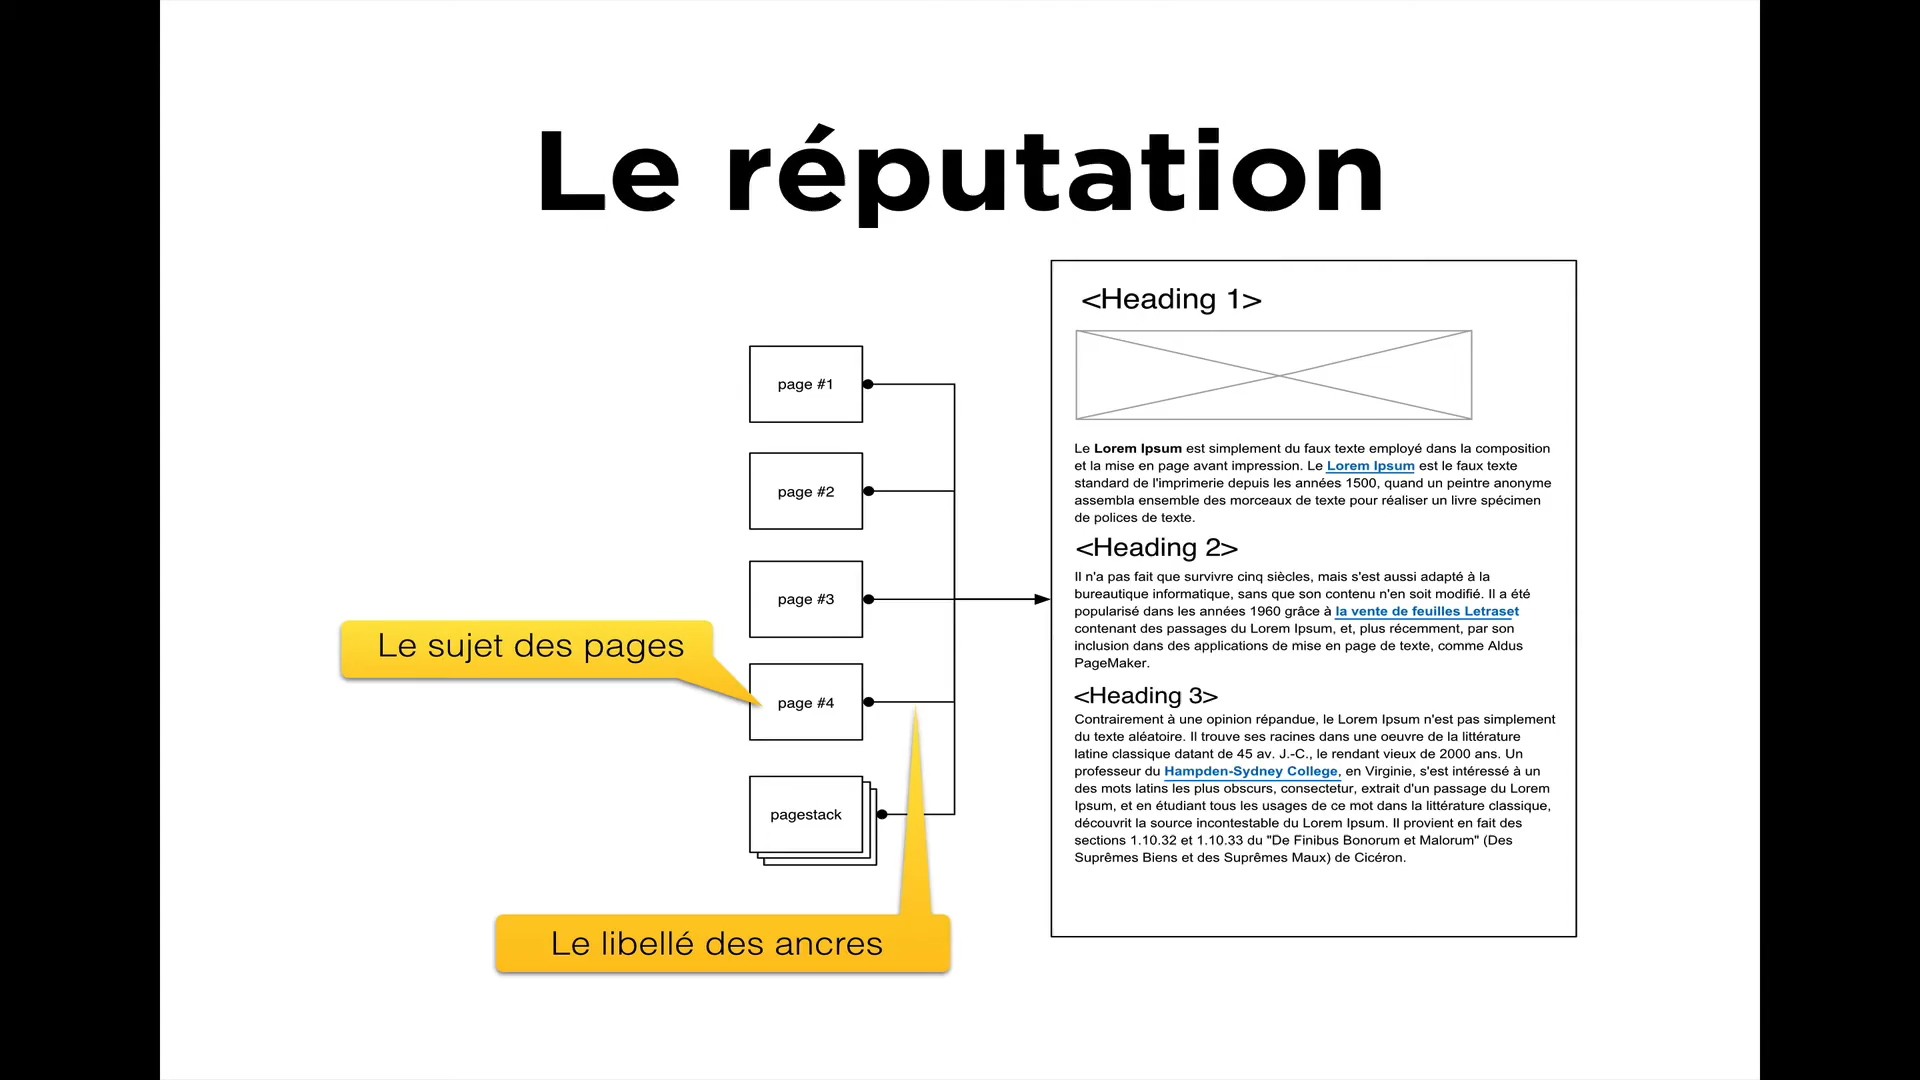 Le réputation
page #1
page #2
page #3
Le sujet des pages
page #4
pagestack
Le libellé des ancres
<Heading 1>
Le Lorem Ipsum est simplement du faux texte employé dans la composition
et la mise en page avant impression. Le Lorem Ipsum est le faux texte
standard de l'imprimerie depuis les années 1500, quand un peintre anonyme
assembla ensemble des morceaux de texte pour réaliser un livre spécimen
de polices de texte.
<Heading 2>
Il n'a pas fait que survivre cinq siècles, mais s'est aussi adapté à la
bureautique informatique, sans que son contenu n'en soit modifié. Il a été
popularisé dans les années 1960 grâce à la vente de feuilles Letraset
contenant des passages du Lorem Ipsum, et, plus récemment, par son
inclusion dans des applications de mise en page de texte, comme Aldus
PageMaker.
<Heading 3>
Contrairement à une opinion répandue, le Lorem Ipsum n'est pas simplement
du texte aléatoire. Il trouve ses racines dans une oeuvre de la littérature
latine classique datant de 45 av. J.-C., le rendant vieux de 2000 ans. Un
professeur du Hampden-Sydney College, en Virginie, s'est intéressé à un
des mots latins les plus obscurs, consectetur, extrait d'un passage du Lorem
Ipsum, et en étudiant tous les usages de ce mot dans la littérature classique,
découvrit la source incontestable du Lorem Ipsum. Il provient en fait des
sections 1.10.32 et 1.10.33 du "De Finibus Bonorum et Malorum" (Des
Suprêmes Biens et des Suprêmes Maux) de Cicéron.